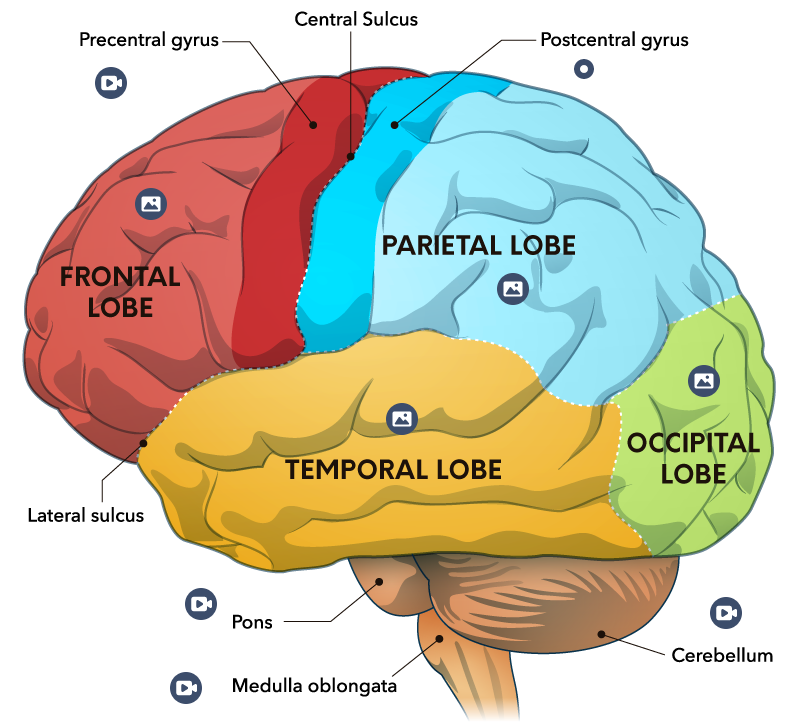 Central Sulcus
Precentral gyrus
Postcentral gyrus
PARIETAL LOBE
FRONTAL
LOBE
OCCIPITAL
LOBE
TEMPORAL LOBE
Lateral sulcus
Pons
Cerebellum
Medulla oblongata